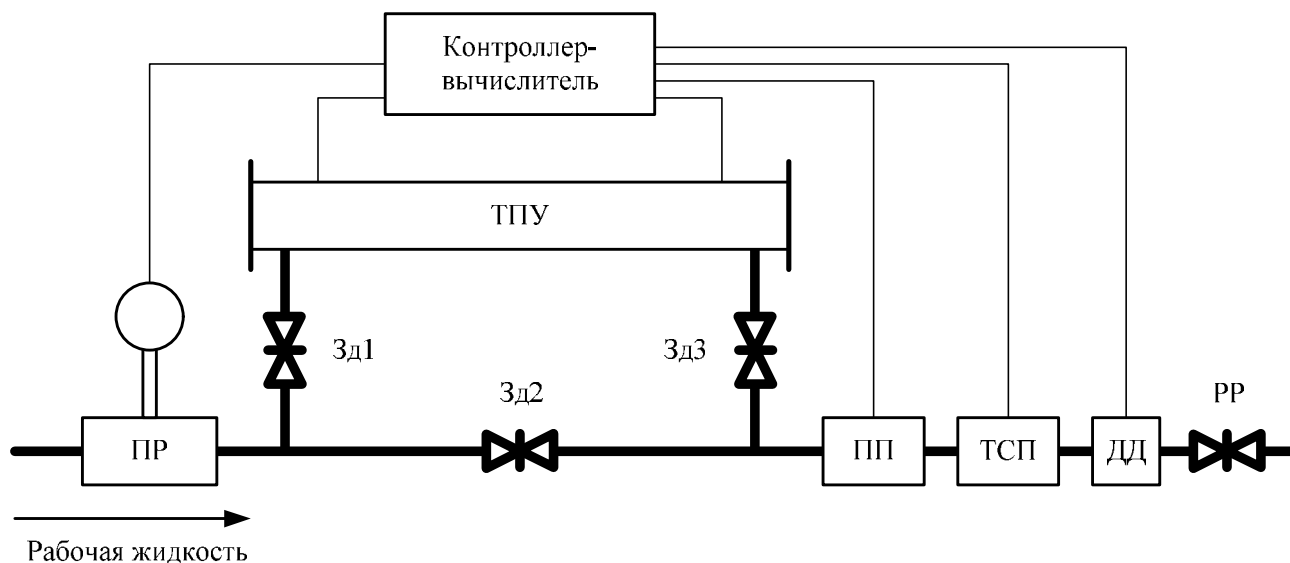 Контроллер-
вычислитель
ТПУ
Зд1
Зд3
Зд2
РР
ПР
ПП
ТСП
ДД
Рабочая жидкость